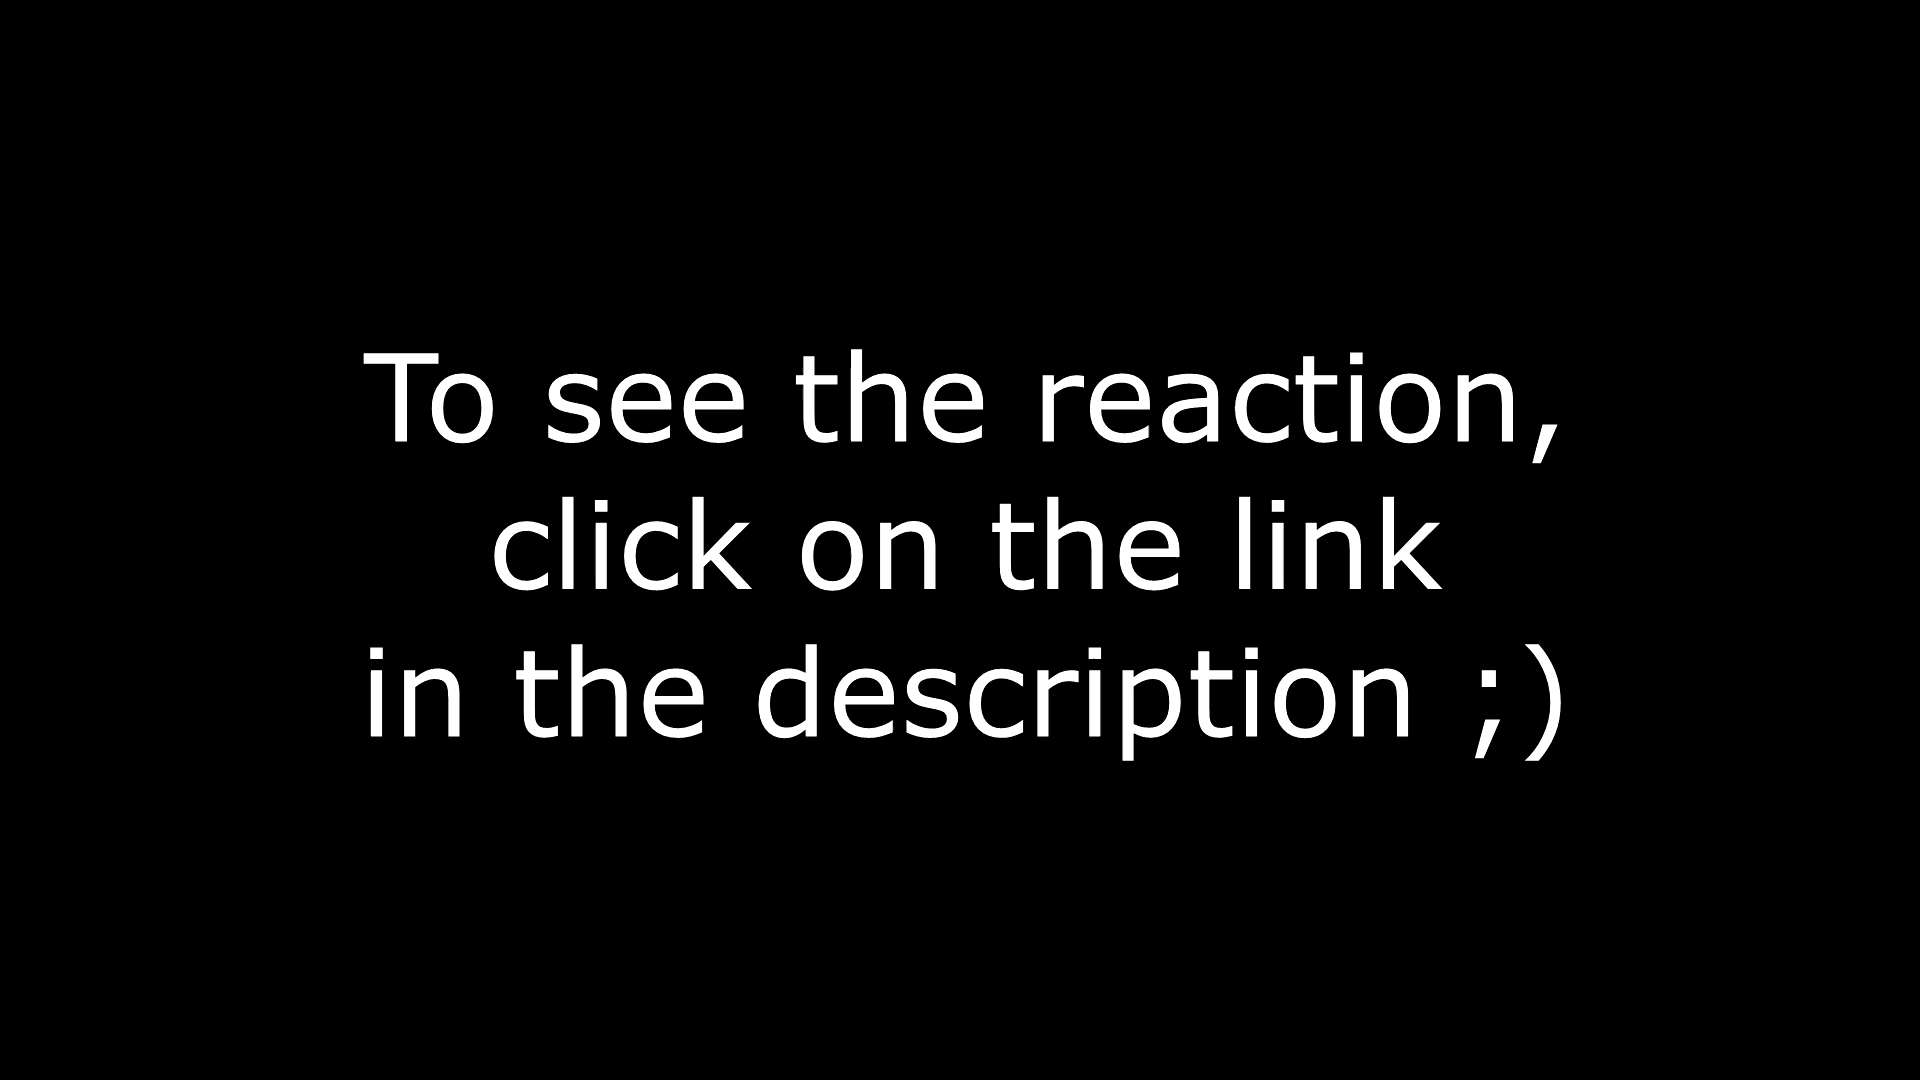 To see the reaction,
click on the link
in the description ;)